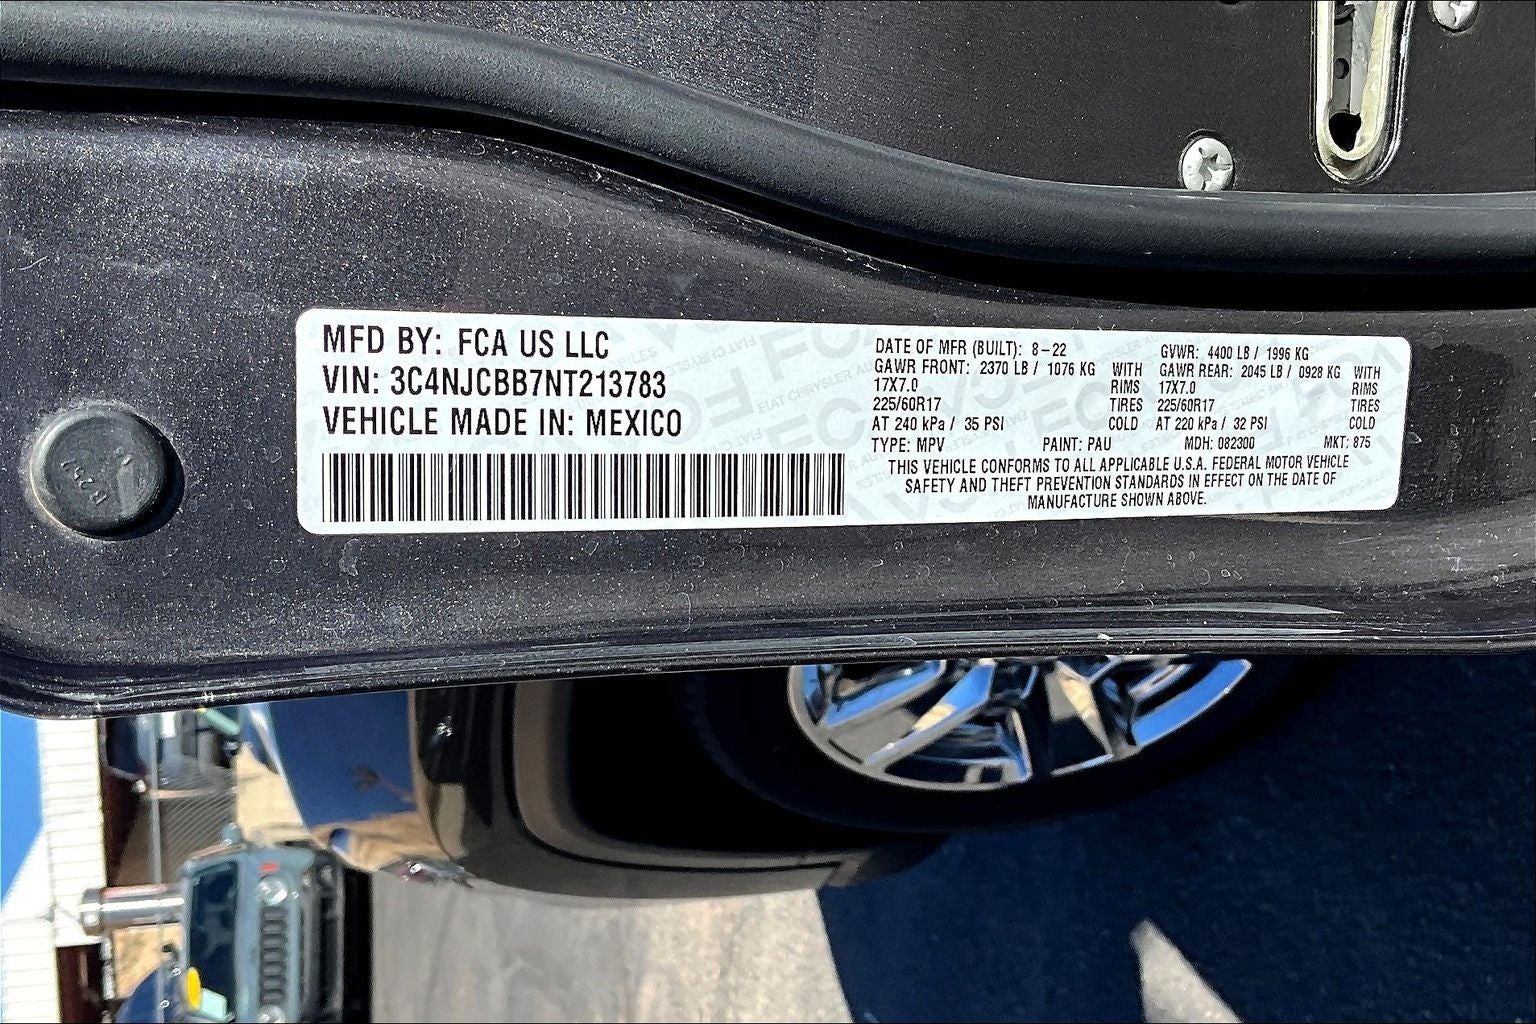 MFD BY: FCA US LLC
VIN: 3C4NJCBB7NT213783
VEHICLE MADE IN: MEXICO
DATE OF MFR (BUILT): 8-22 GVWR: 4400 LB / 1996 KG
GAWR FRONT: 2370 LB / 1076 KG WITH GAWR REAR: 2045 LB / 0928 KG WITH
17X7.0 RIMS 17X7.0 RIMS
225/60R17 TIRES 225/60R17 TIRES
AT 240 kPa / 35 PSI COLD AT 220 kPa / 32 PSI COLD
TYPE: MPV PAINT: PAU MDH: 082300 MKT: 875
THIS VEHICLE CONFORMS TO ALL APPLICABLE U.S.A. FEDERAL MOTOR VEHICLE
SAFETY AND THEFT PREVENTION STANDARDS IN EFFECT ON THE DATE OF
MANUFACTURE SHOWN ABOVE.